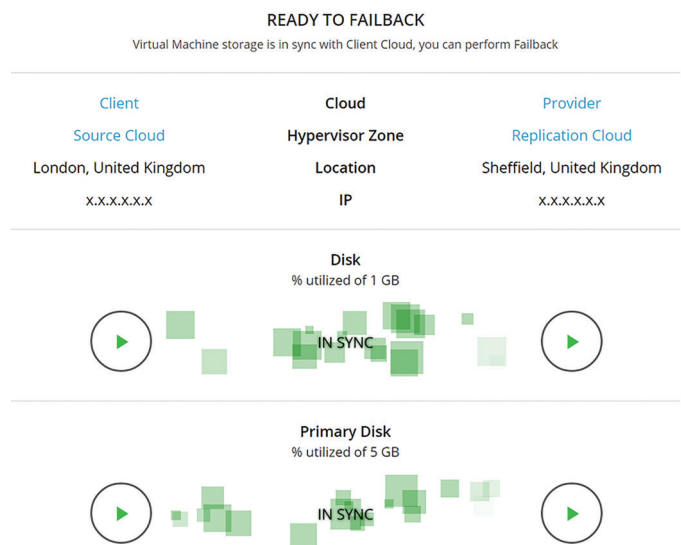 READY TO FAILBACK
Virtual Machine storage is in sync with Client Cloud, you can perform Failback
Client Cloud Provider
Source Cloud Hypervisor Zone Replication Cloud
London, United Kingdom Location Sheffield, United Kingdom
x.x.x.x.x.x IP x.x.x.x.x.x
Disk
% utilized of 1 GB
IN SYNC
Primary Disk
% utilized of 5 GB
IN SYNC